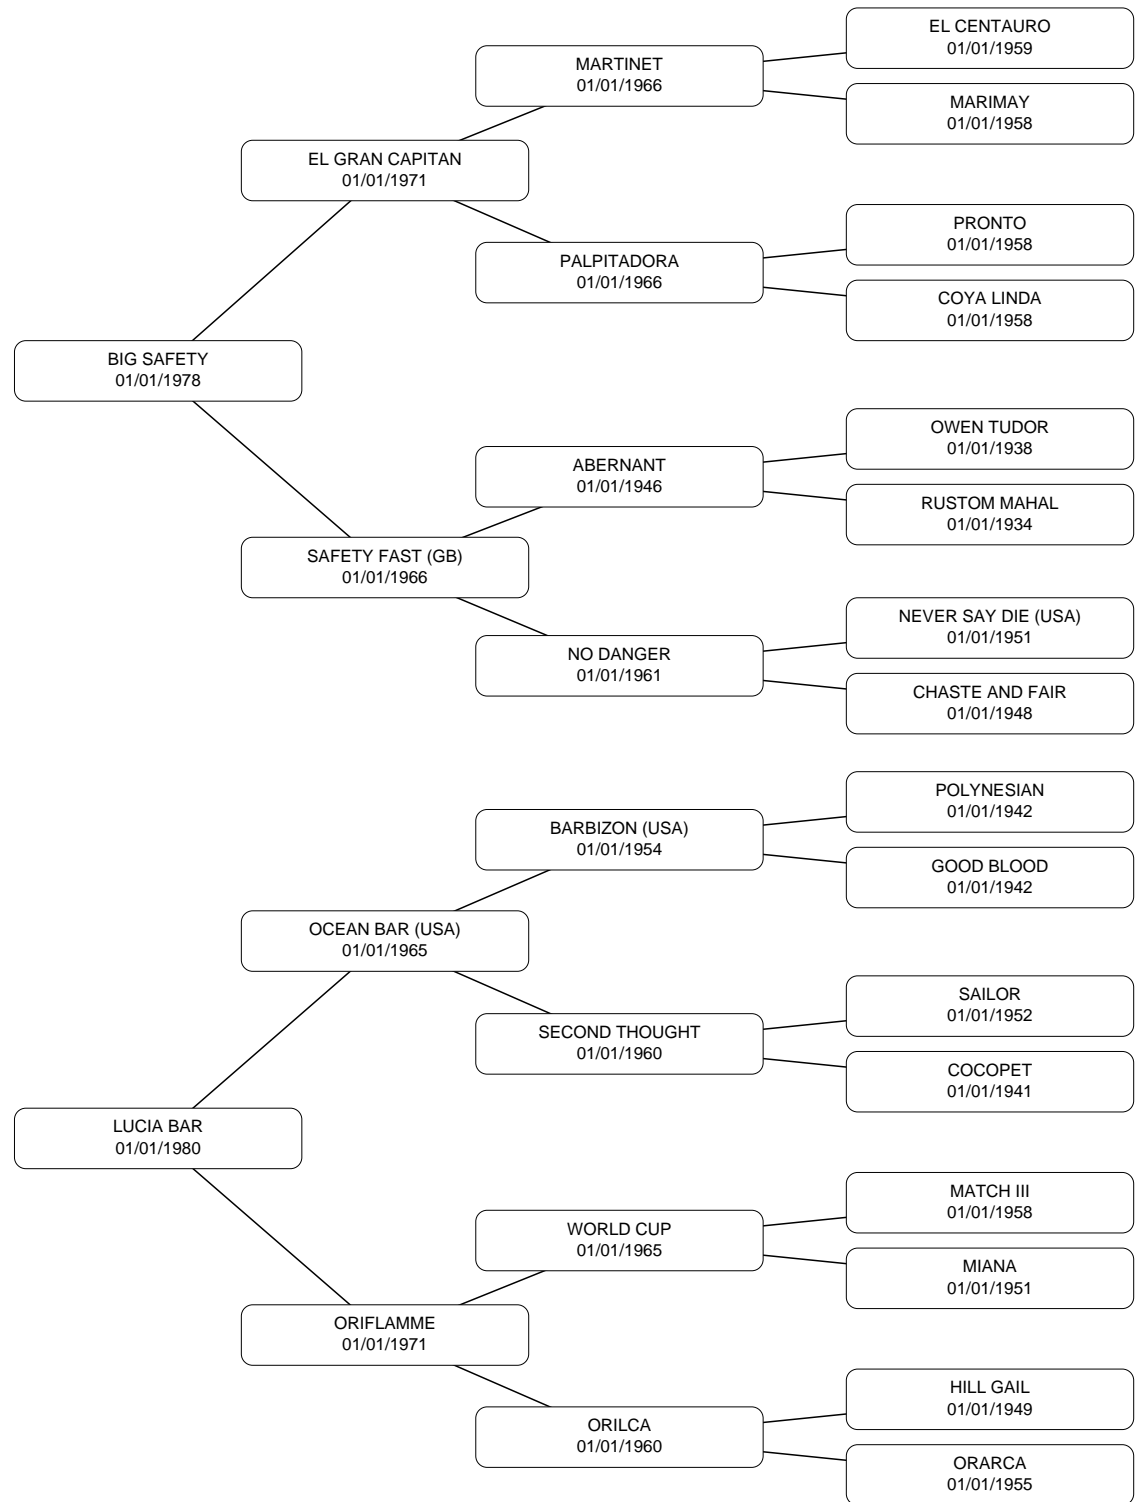 EL CENTAURO
01/01/1959
MARTINET
01/01/1966
MARIMAY
01/01/1958
EL GRAN CAPITAN
01/01/1971
PRONTO
01/01/1958
PALPITADORA
01/01/1966
COYA LINDA
01/01/1958
BIG SAFETY
01/01/1978
OWEN TUDOR
01/01/1938
ABERNANT
01/01/1946
RUSTOM MAHAL
01/01/1934
SAFETY FAST (GB)
01/01/1966
NEVER SAY DIE (USA)
01/01/1951
NO DANGER
01/01/1961
CHASTE AND FAIR
01/01/1948
POLYNESIAN
01/01/1942
BARBIZON (USA)
01/01/1954
GOOD BLOOD
01/01/1942
OCEAN BAR (USA)
01/01/1965
SAILOR
01/01/1952
SECOND THOUGHT
01/01/1960
COCOPET
01/01/1941
LUCIA BAR
01/01/1980
MATCH III
01/01/1958
WORLD CUP
01/01/1965
MIANA
01/01/1951
ORIFLAMME
01/01/1971
HILL GAIL
01/01/1949
ORILCA
01/01/1960
ORARCA
01/01/1955